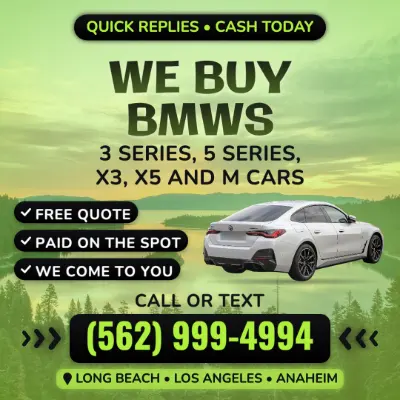 QUICK REPLIES • CASH TODAY
WE BUY
BMWS
3 SERIES, 5 SERIES,
X3, X5 AND M CARS
FREE QUOTE
PAID ON THE SPOT
WE COME TO YOU
CALL OR TEXT
(562) 999-4994
LONG BEACH • LOS ANGELES • ANAHEIM